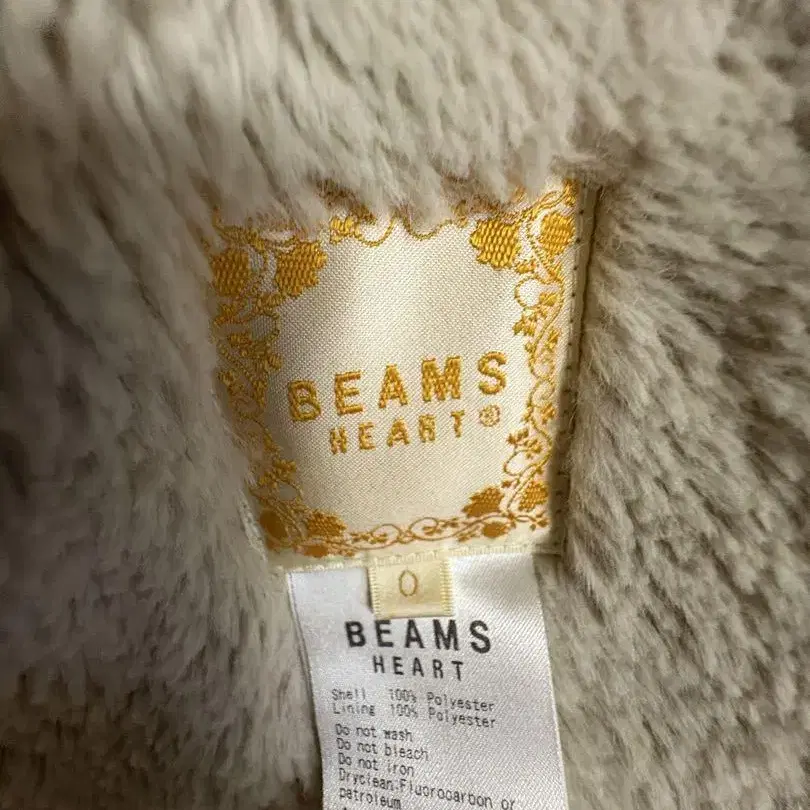 BEAMS
HEART®
0
BEAMS
HEART
Shell 100% Polyester
Lining 100% Polyester
Do not wash
Do not bleach
Do not iron
Dryclean:Fluorocarbon or
patroleum